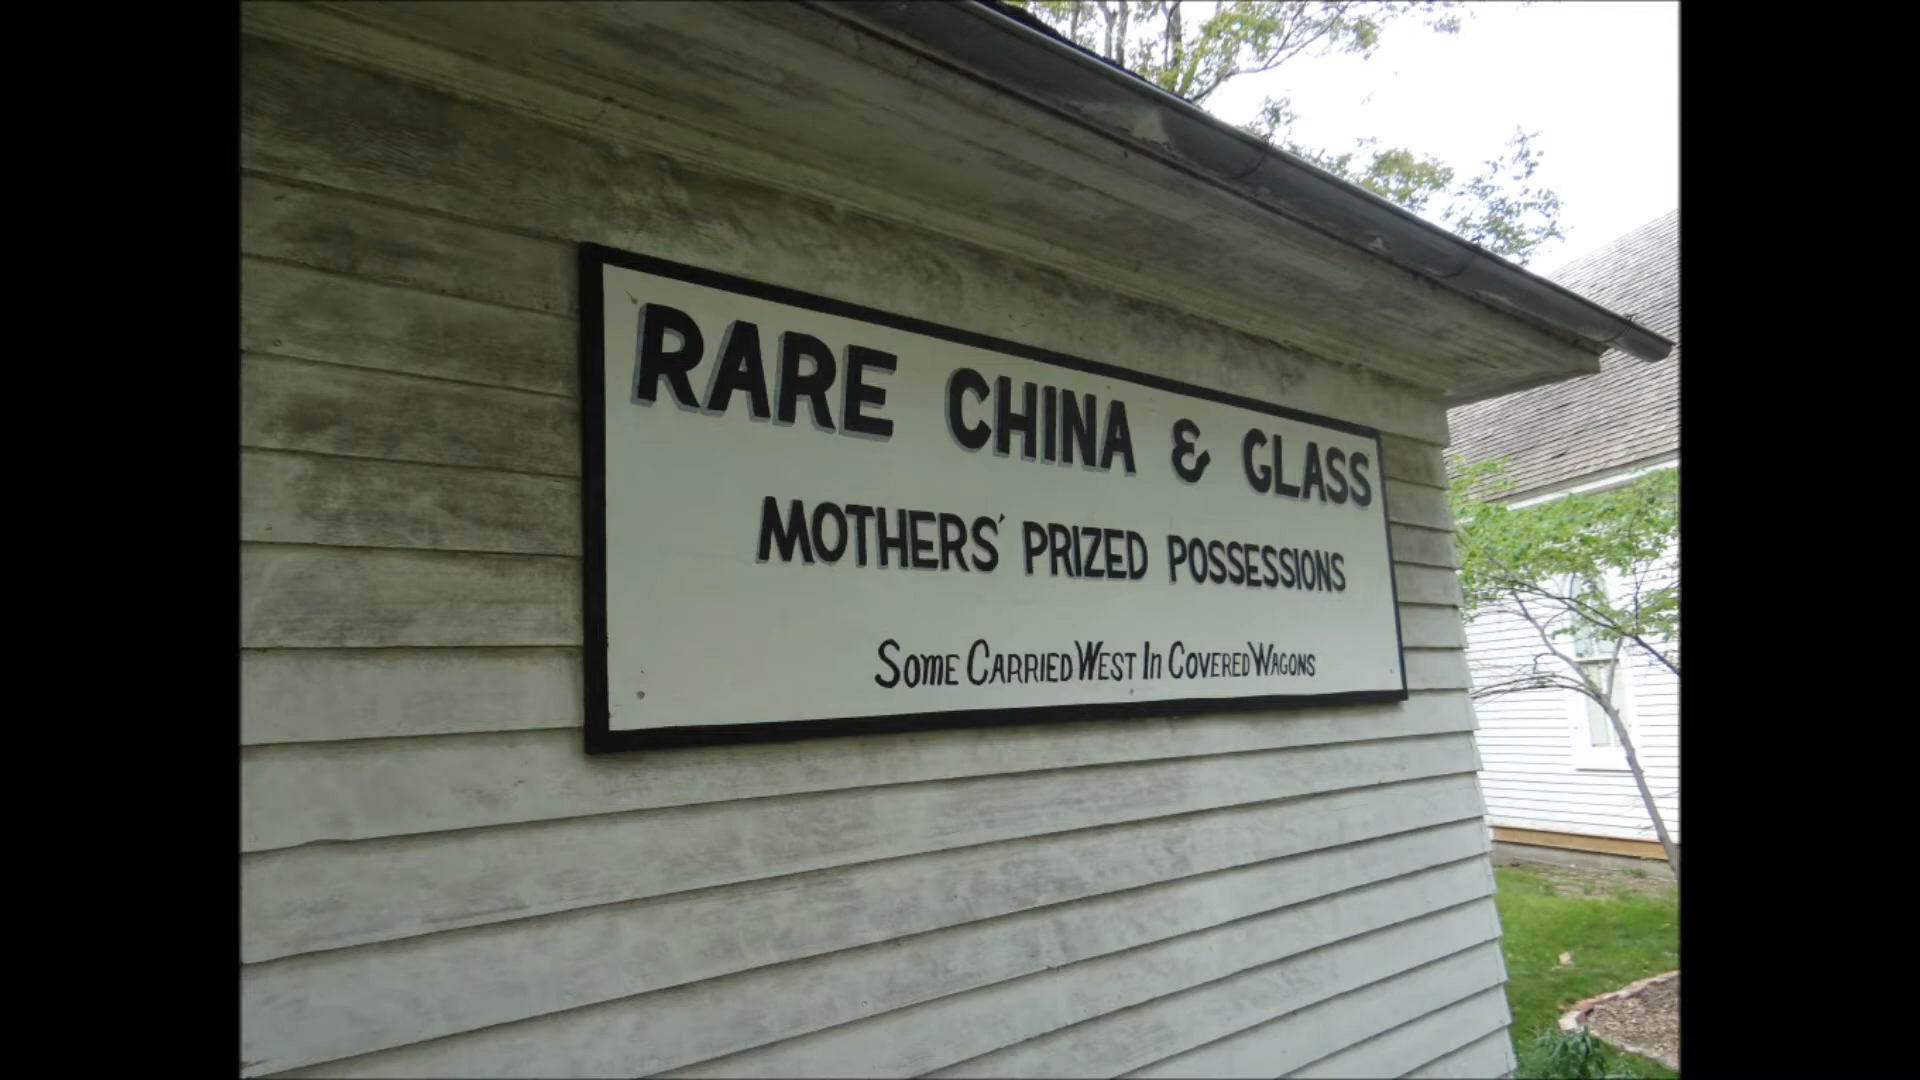 RARE CHINA & GLASS
MOTHERS' PRIZED POSSESSIONS
SOME CARRIED WEST IN COVERED WAGONS